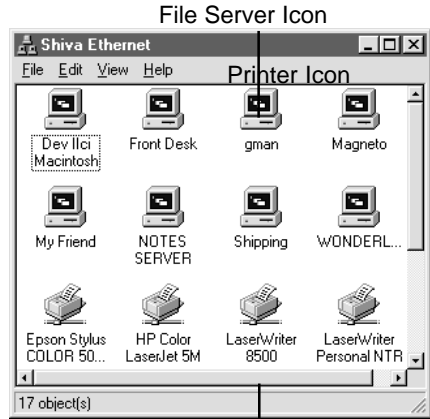 File Server Icon
Shiva Ethernet
File Edit View Help
Printer Icon
Dev IIci Macintosh
Front Desk
gman
Magneto
My Friend
NOTES SERVER
Shipping
WONDERL...
Epson Stylus COLOR 50...
HP Color LaserJet 5M
LaserWriter 8500
LaserWriter Personal NTR
17 object(s)